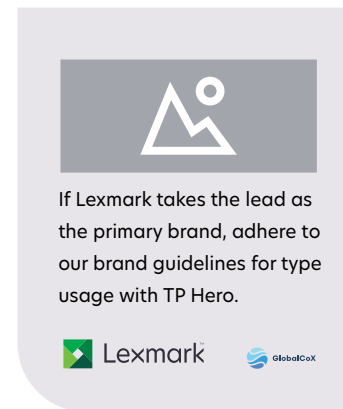 If Lexmark takes the lead as
the primary brand, adhere to
our brand guidelines for type
usage with TP Hero.
Lexmark™ GlobalCoX